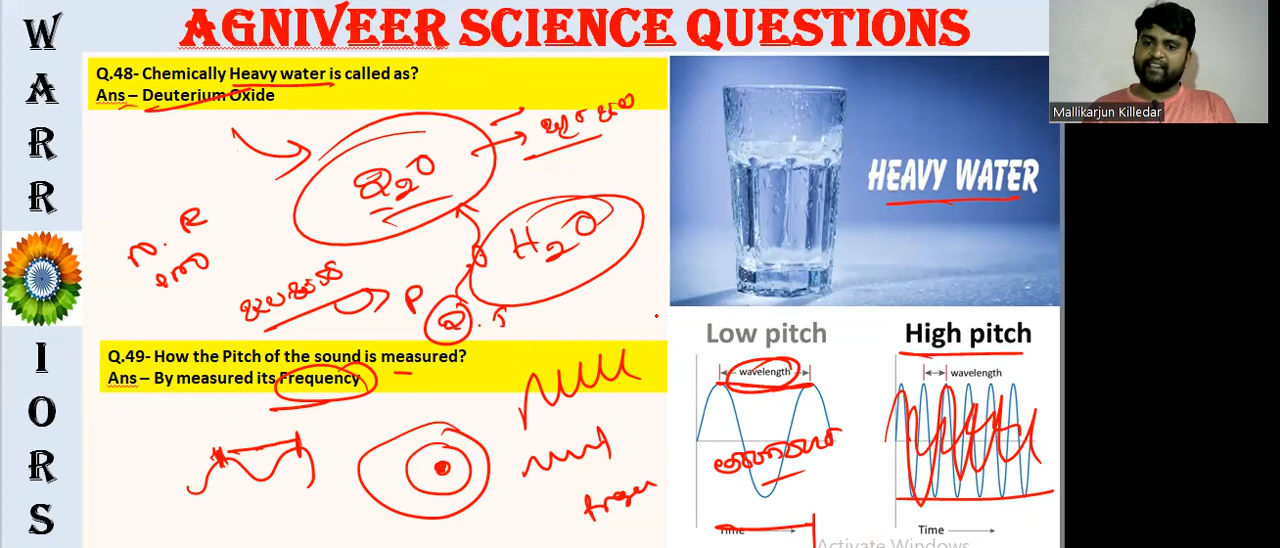 WARRIORS
AGNIVEER SCIENCE QUESTIONS
Q.48- Chemically Heavy water is called as?
Ans – Deuterium Oxide
D2O
H2O
P
D.T
HEAVY WATER
Mallikarjun Killedar
Q.49- How the Pitch of the sound is measured?
Ans – By measured its Frequency
Low pitch
wavelength
Time
High pitch
wavelength
Time
Activate Windows